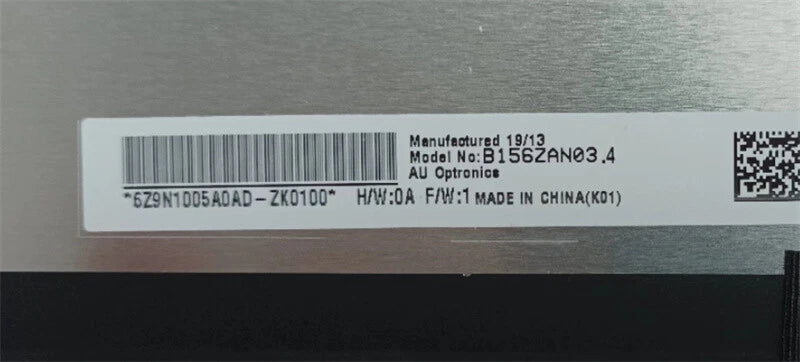 Manufactured 19/13
Model No:B156ZAN03.4
AU Optronics
*6Z9N1005A0AD-ZK0100* H/W:0A F/W:1 MADE IN CHINA(K01)